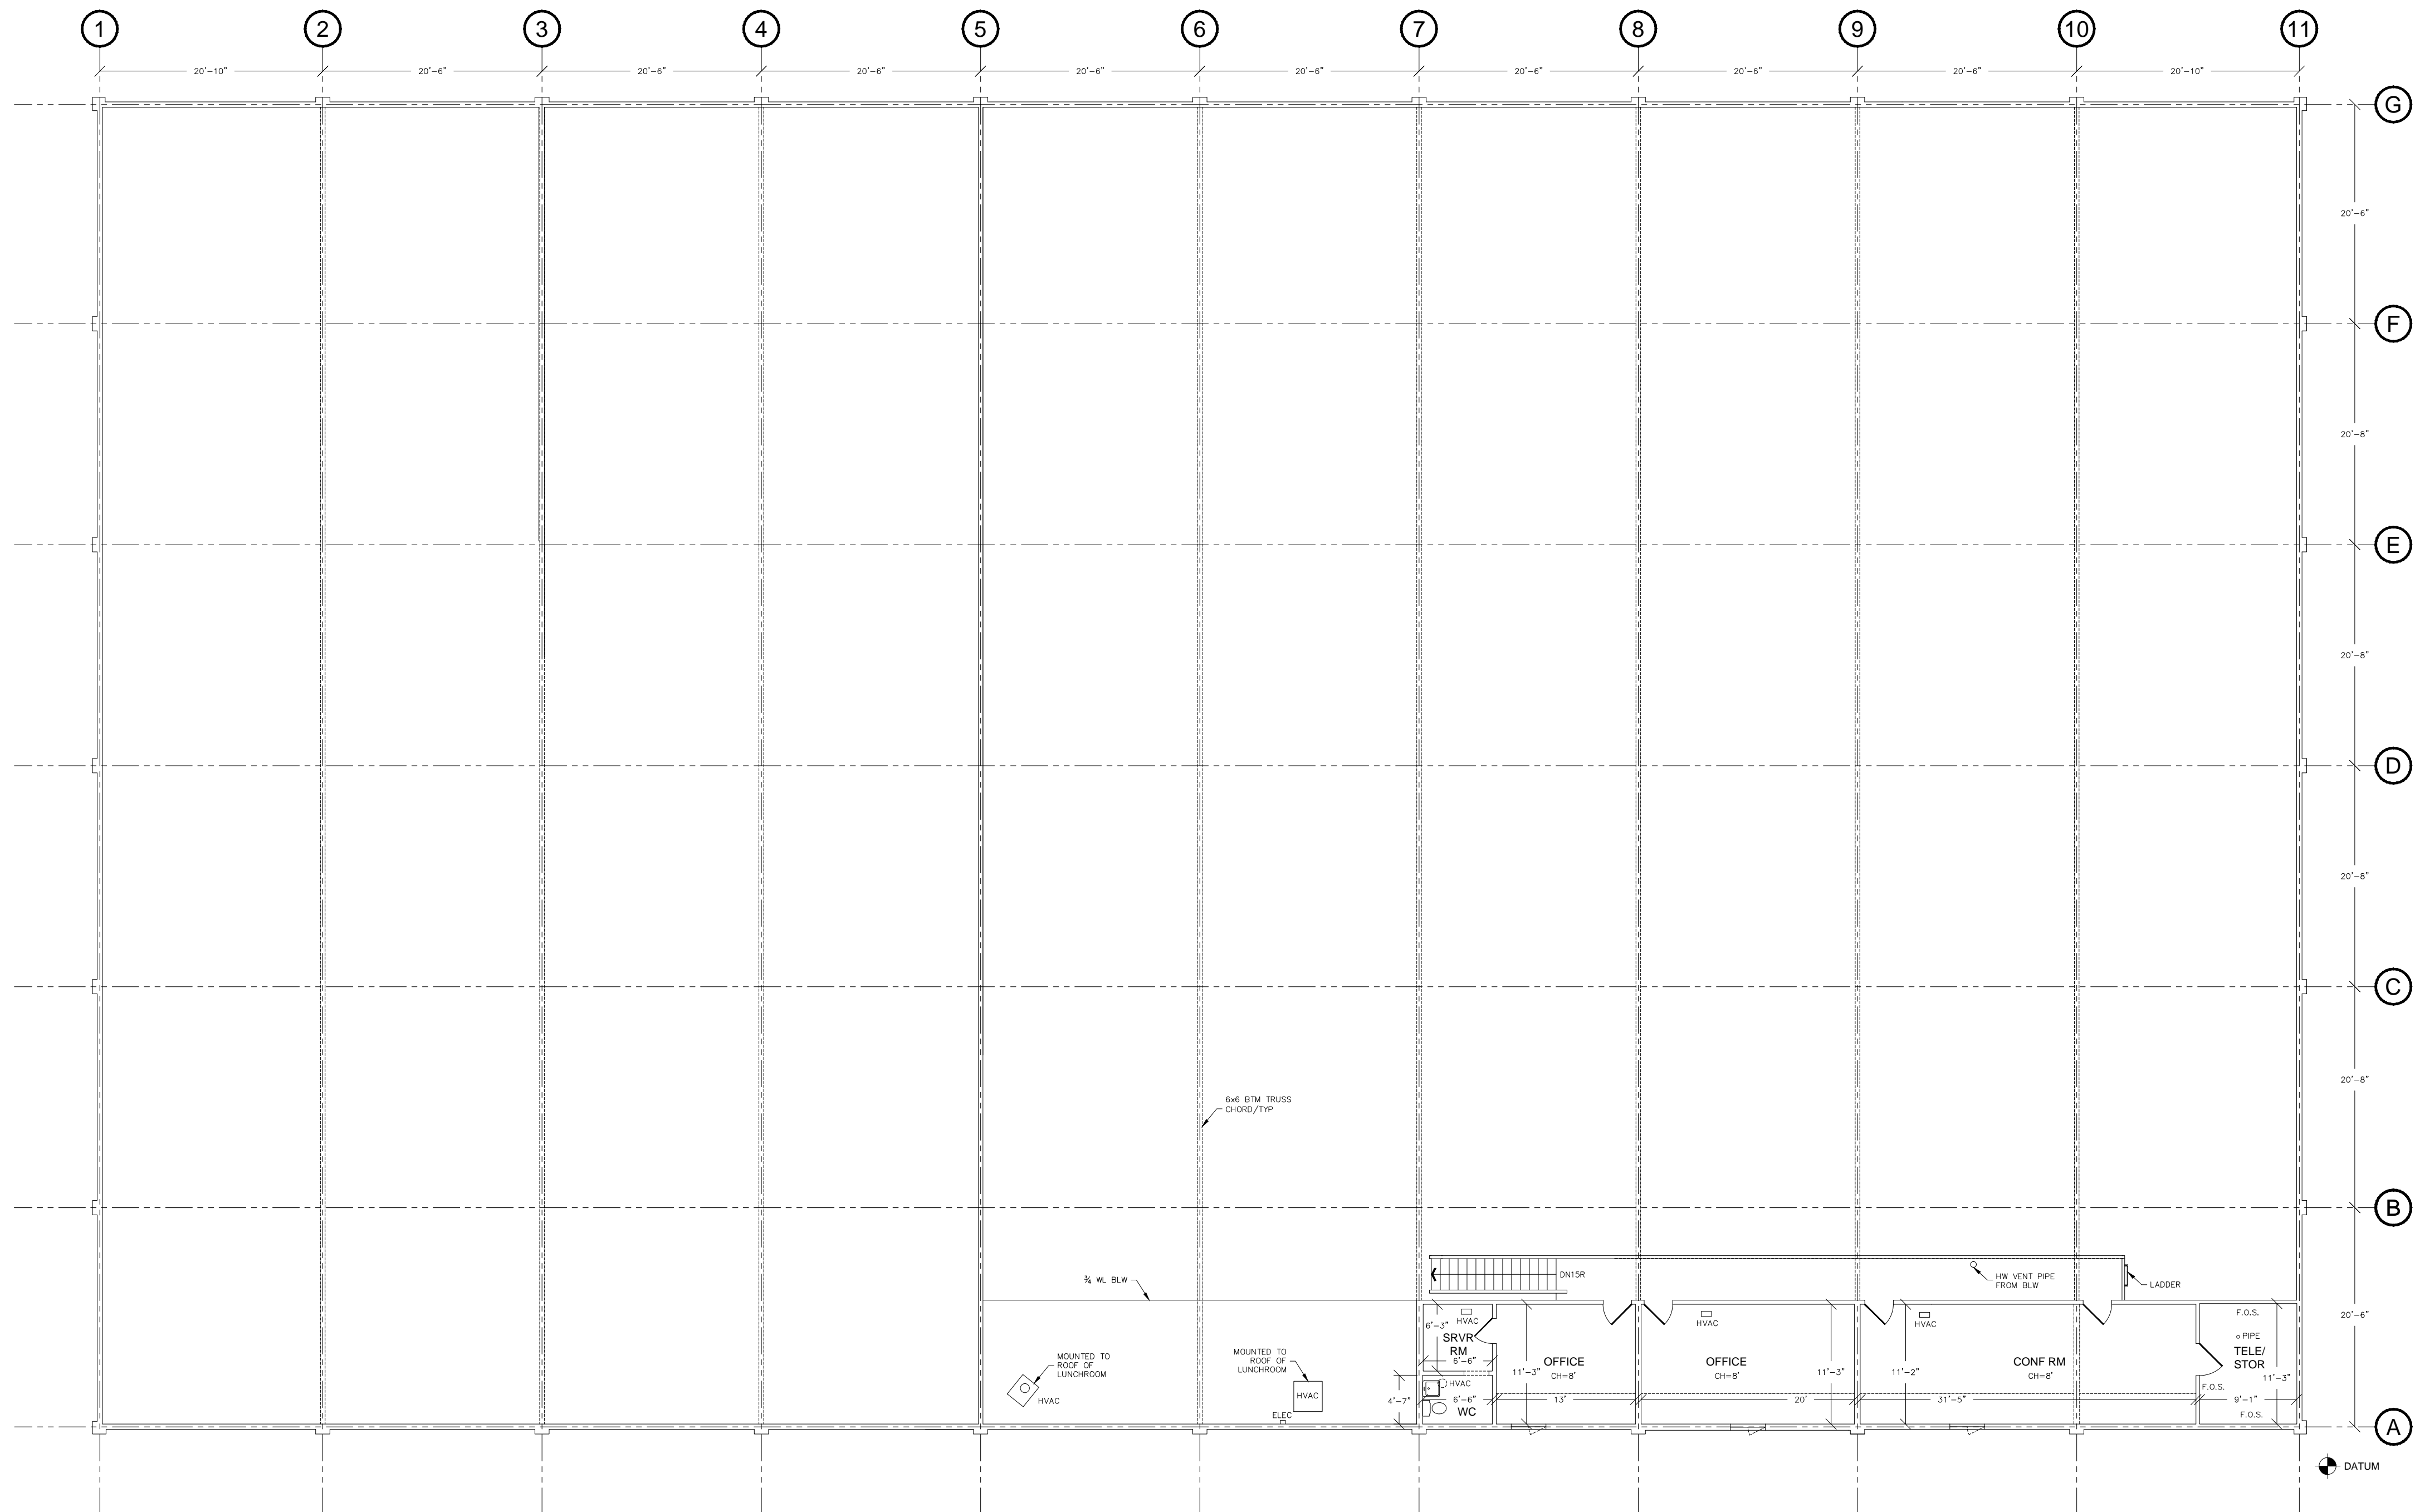 1 2 3 4 5 6 7 8 9 10 11
20'-10" 20'-6" 20'-6" 20'-6" 20'-6" 20'-6" 20'-6" 20'-6" 20'-6" 20'-10"
G
20'-6"
F
20'-8"
E
20'-8"
D
20'-8"
C
20'-8"
B
20'-6"
A
6x6 BTM TRUSS
CHORD/TYP
¾ WL BLW
DN15R
HW VENT PIPE
FROM BLW
LADDER
MOUNTED TO
ROOF OF
LUNCHROOM
HVAC
MOUNTED TO
ROOF OF
LUNCHROOM
HVAC
ELEC
HVAC
6'-3"
SRVR
RM
6'-6"
HVAC
4'-7"
6'-6"
WC
11'-3"
OFFICE
CH=8'
13'
HVAC
OFFICE
CH=8'
20'
11'-3"
HVAC
11'-2"
CONF RM
CH=8'
31'-5"
F.O.S.
PIPE
TELE/
STOR
11'-3"
F.O.S.
9'-1"
F.O.S.
DATUM